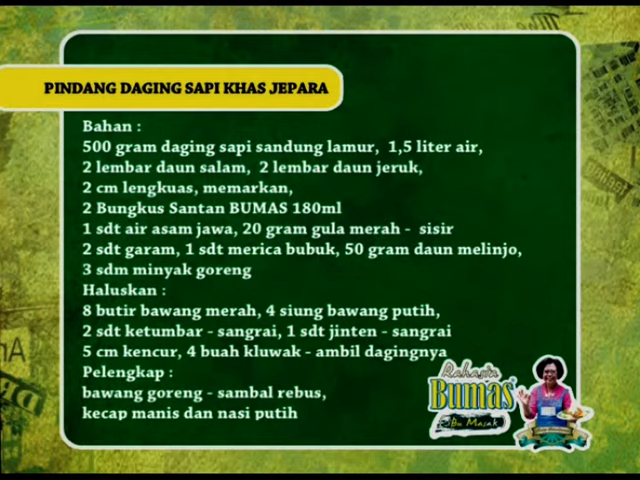 PINDANG DAGING SAPI KHAS JEPARA
Bahan :
500 gram daging sapi sandung lamur, 1,5 liter air,
2 lembar daun salam, 2 lembar daun jeruk,
2 cm lengkuas, memarkan,
2 Bungkus Santan BUMAS 180ml
1 sdt air asam jawa, 20 gram gula merah - sisir
2 sdt garam, 1 sdt merica bubuk, 50 gram daun melinjo,
3 sdm minyak goreng
Haluskan :
8 butir bawang merah, 4 siung bawang putih,
2 sdt ketumbar - sangrai, 1 sdt jinten - sangrai
5 cm kencur, 4 buah kluwak - ambil dagingnya
Pelengkap :
bawang goreng - sambal rebus,
kecap manis dan nasi putih
Rahasia
Bumas
Bu Masak